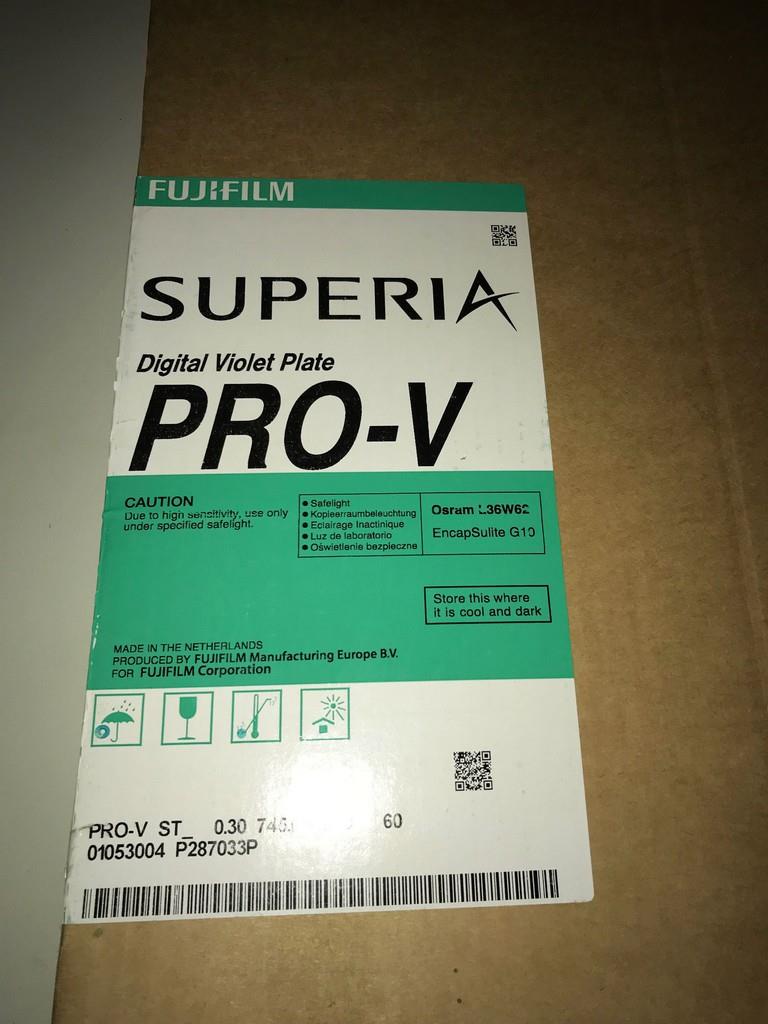 FUJIFILM
SUPERIA
Digital Violet Plate
PRO-V
CAUTION
Due to high sensitivity, use only
under specified safelight.
• Safelight
• Kopierraumbeleuchtung
• Eclairage Inactinique
• Luz de laboratorio
• Oświetlenie bezpieczne
Osram L36W62
EncapSulite G10
Store this where
it is cool and dark
MADE IN THE NETHERLANDS
PRODUCED BY FUJIFILM Manufacturing Europe B.V.
FOR FUJIFILM Corporation
PRO-V ST_ 0.30 60
01053004 P287033P